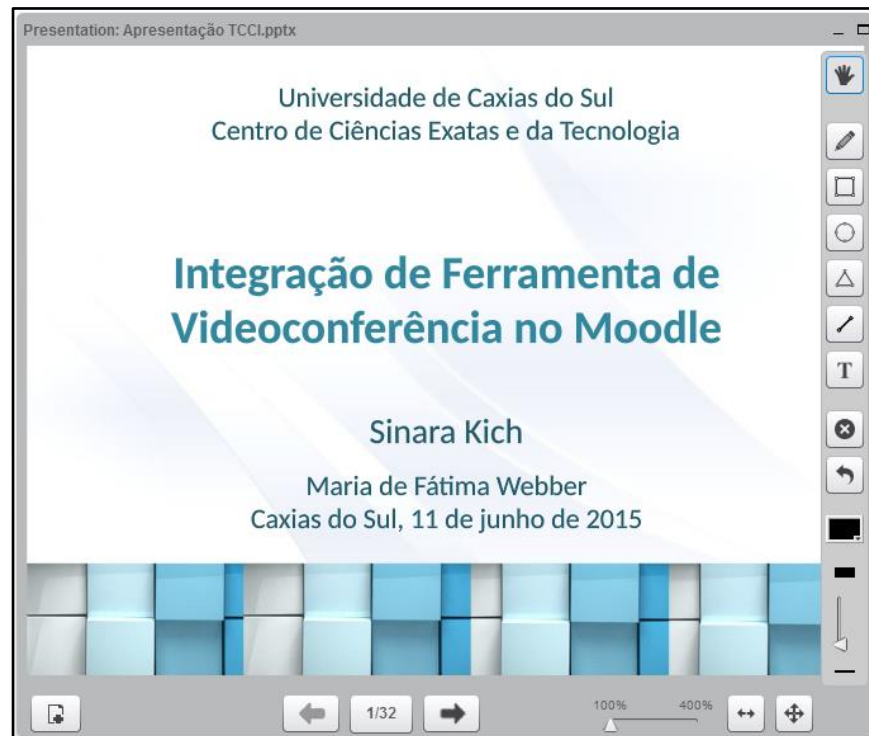 Presentation: Apresentação TCCI.pptx
Universidade de Caxias do Sul
Centro de Ciências Exatas e da Tecnologia
Integração de Ferramenta de
Videoconferência no Moodle
Sinara Kich
Maria de Fátima Webber
Caxias do Sul, 11 de junho de 2015
T
1/32
100% 400%